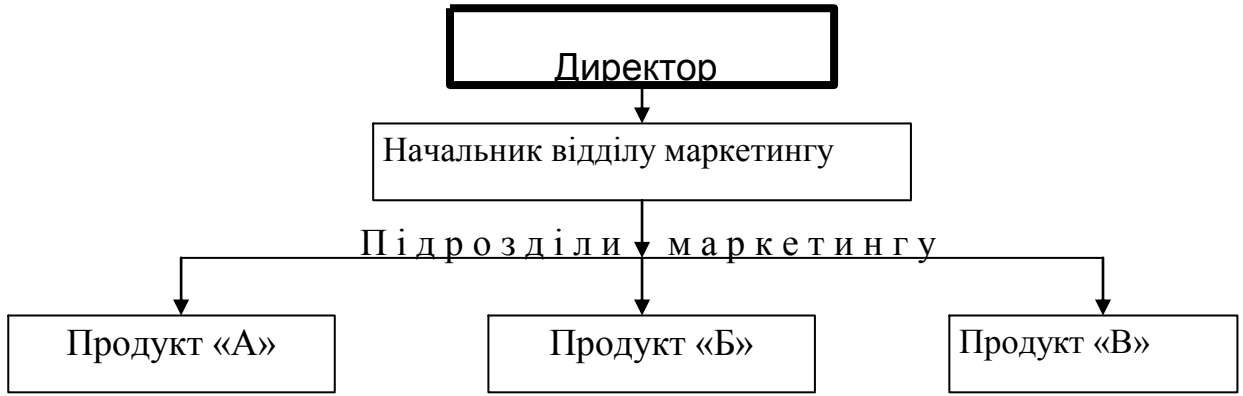 Директор
Начальник відділу маркетингу
Підрозділи маркетингу
Продукт «А»
Продукт «Б»
Продукт «В»